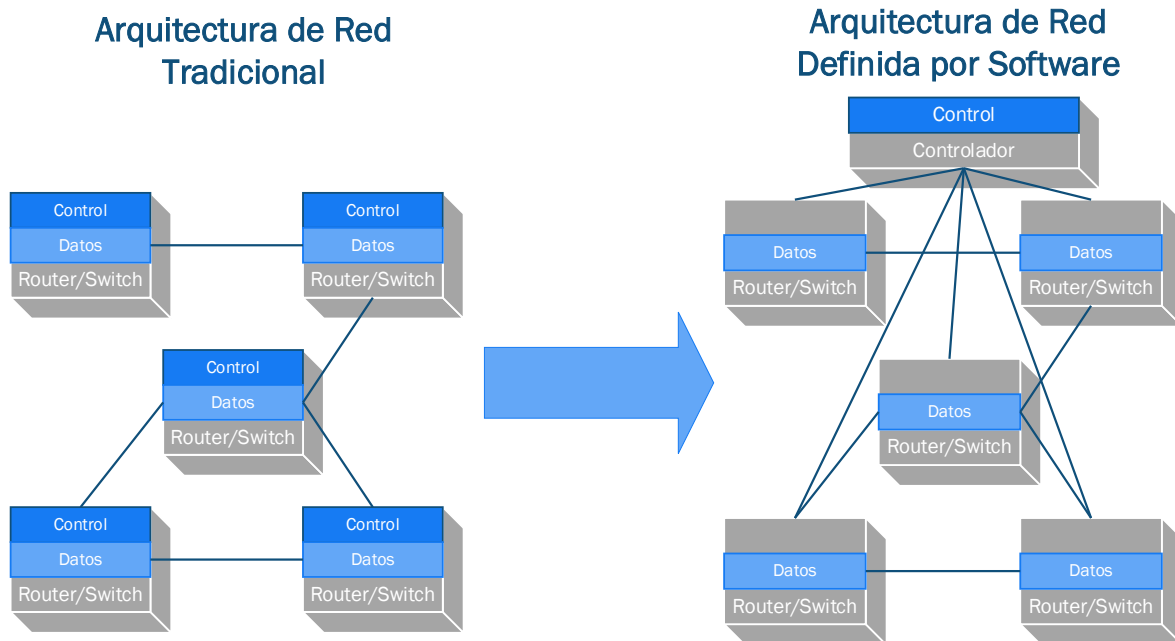 Arquitectura de Red
Tradicional
Control
Datos
Router/Switch
Control
Datos
Router/Switch
Control
Datos
Router/Switch
Control
Datos
Router/Switch
Control
Datos
Router/Switch
Arquitectura de Red
Definida por Software
Control
Controlador
Datos
Router/Switch
Datos
Router/Switch
Datos
Router/Switch
Datos
Router/Switch
Datos
Router/Switch